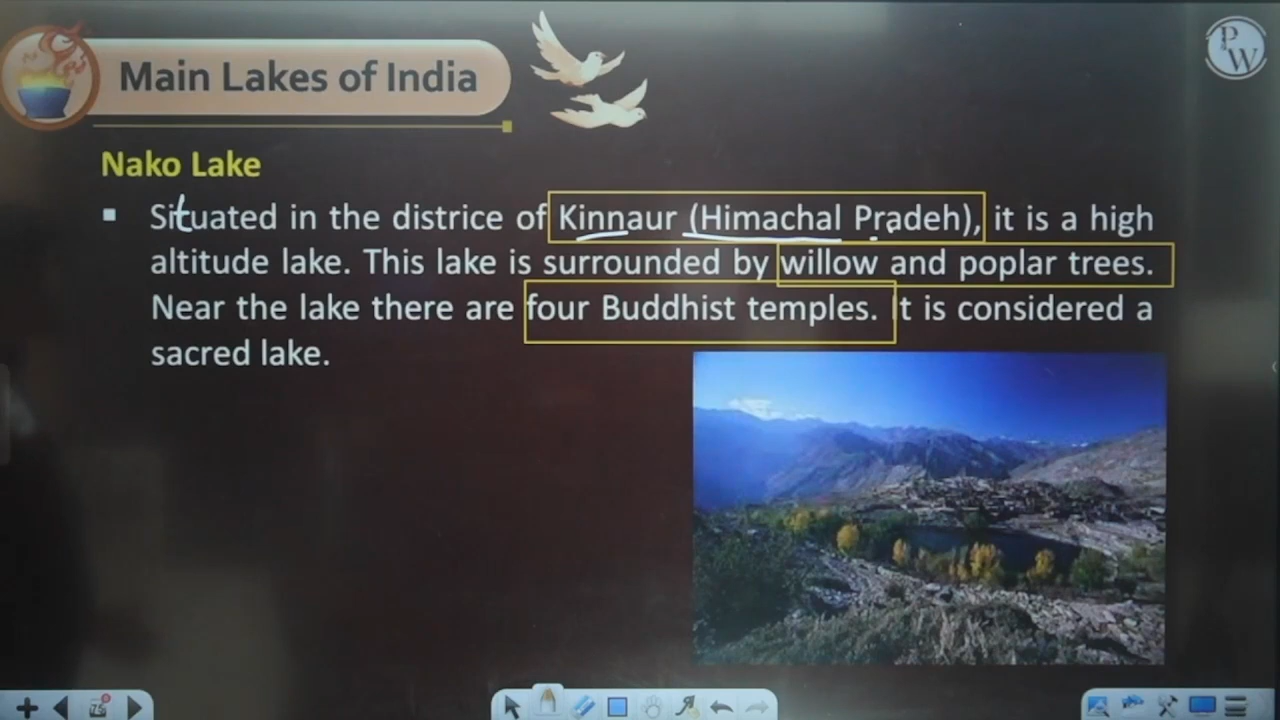 PW
Main Lakes of India
Nako Lake
▪ Situated in the districe of Kinnaur (Himachal Pradeh), it is a high
altitude lake. This lake is surrounded by willow and poplar trees.
Near the lake there are four Buddhist temples. It is considered a
sacred lake.